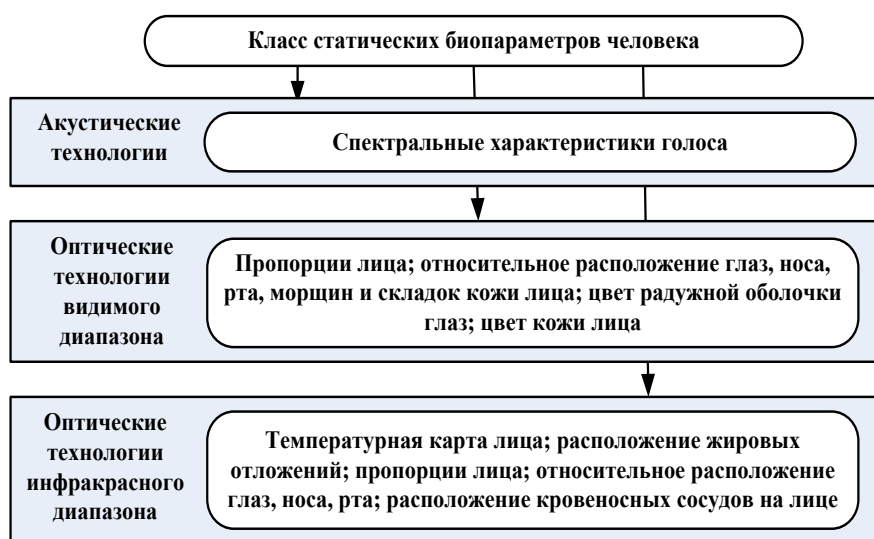 Класс статических биопараметров человека
Акустические
технологии
Спектральные характеристики голоса
Оптические
технологии
видимого
диапазона
Пропорции лица; относительное расположение глаз, носа,
рта, морщин и складок кожи лица; цвет радужной оболочки
глаз; цвет кожи лица
Оптические
технологии
инфракрасного
диапазона
Температурная карта лица; расположение жировых
отложений; пропорции лица; относительное расположение
глаз, носа, рта; расположение кровеносных сосудов на лице